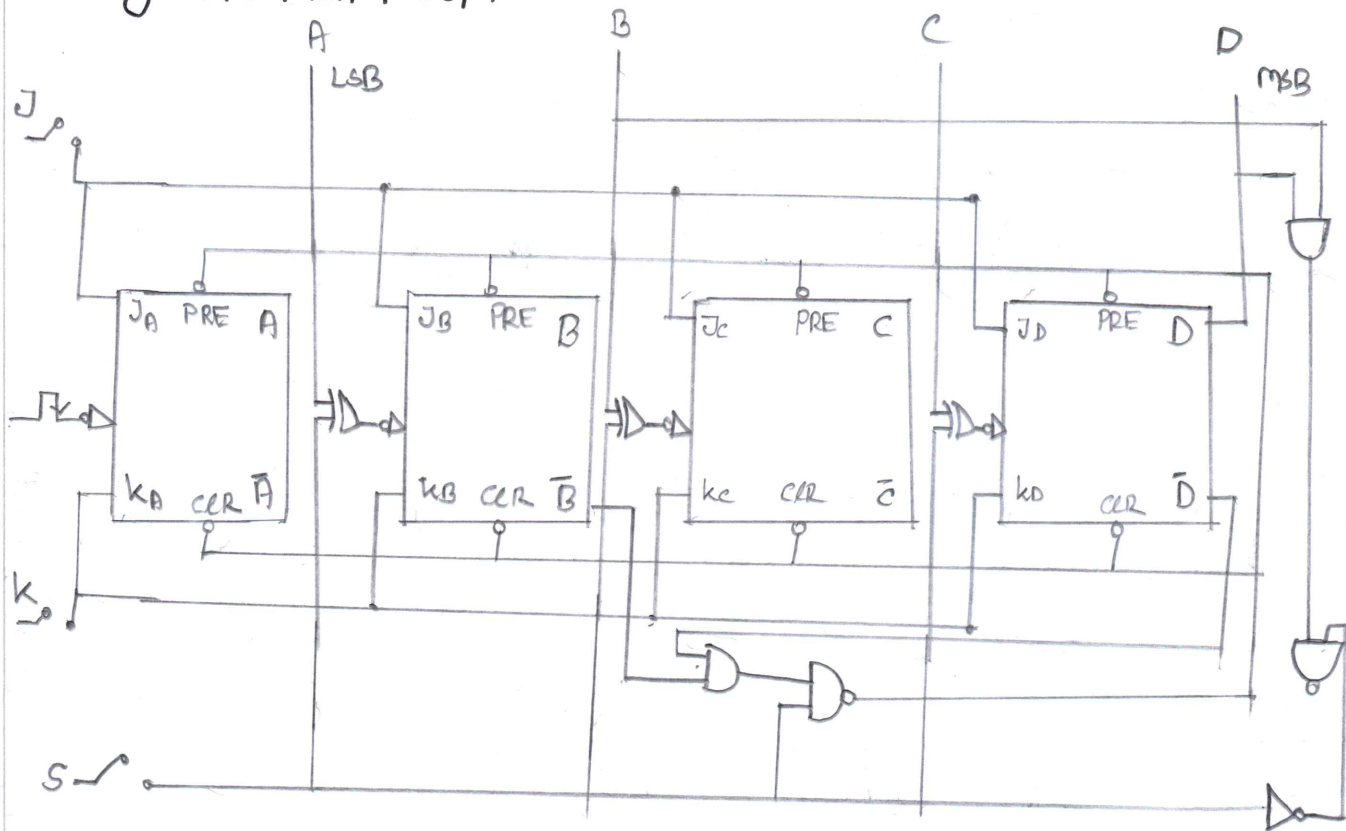 A B C D
LSB MSB
J
JA PRE A JB PRE B JC PRE C JD PRE D
KA CLR Ā KB CLR B̄ KC CLR C̄ KD CLR D̄
K
S